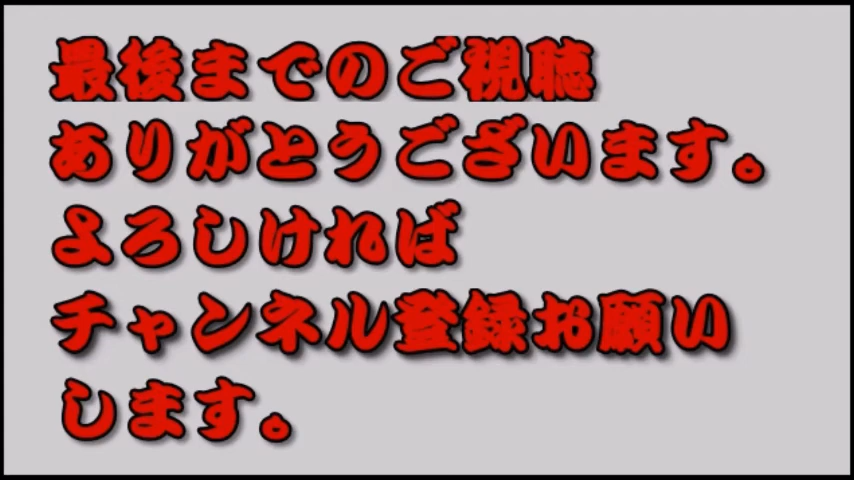 最後までのご視聴
ありがとうございます。
よろしければ
チャンネル登録お願い
します。